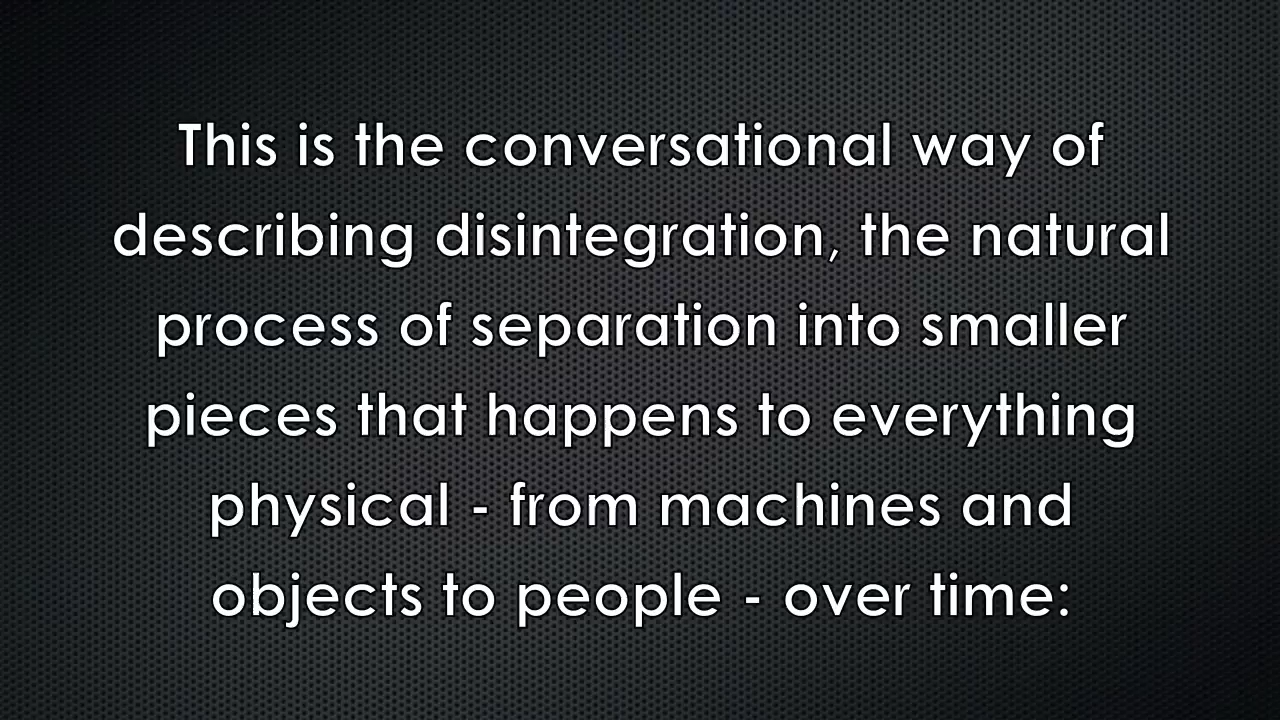 This is the conversational way of
describing disintegration, the natural
process of separation into smaller
pieces that happens to everything
physical - from machines and
objects to people - over time: